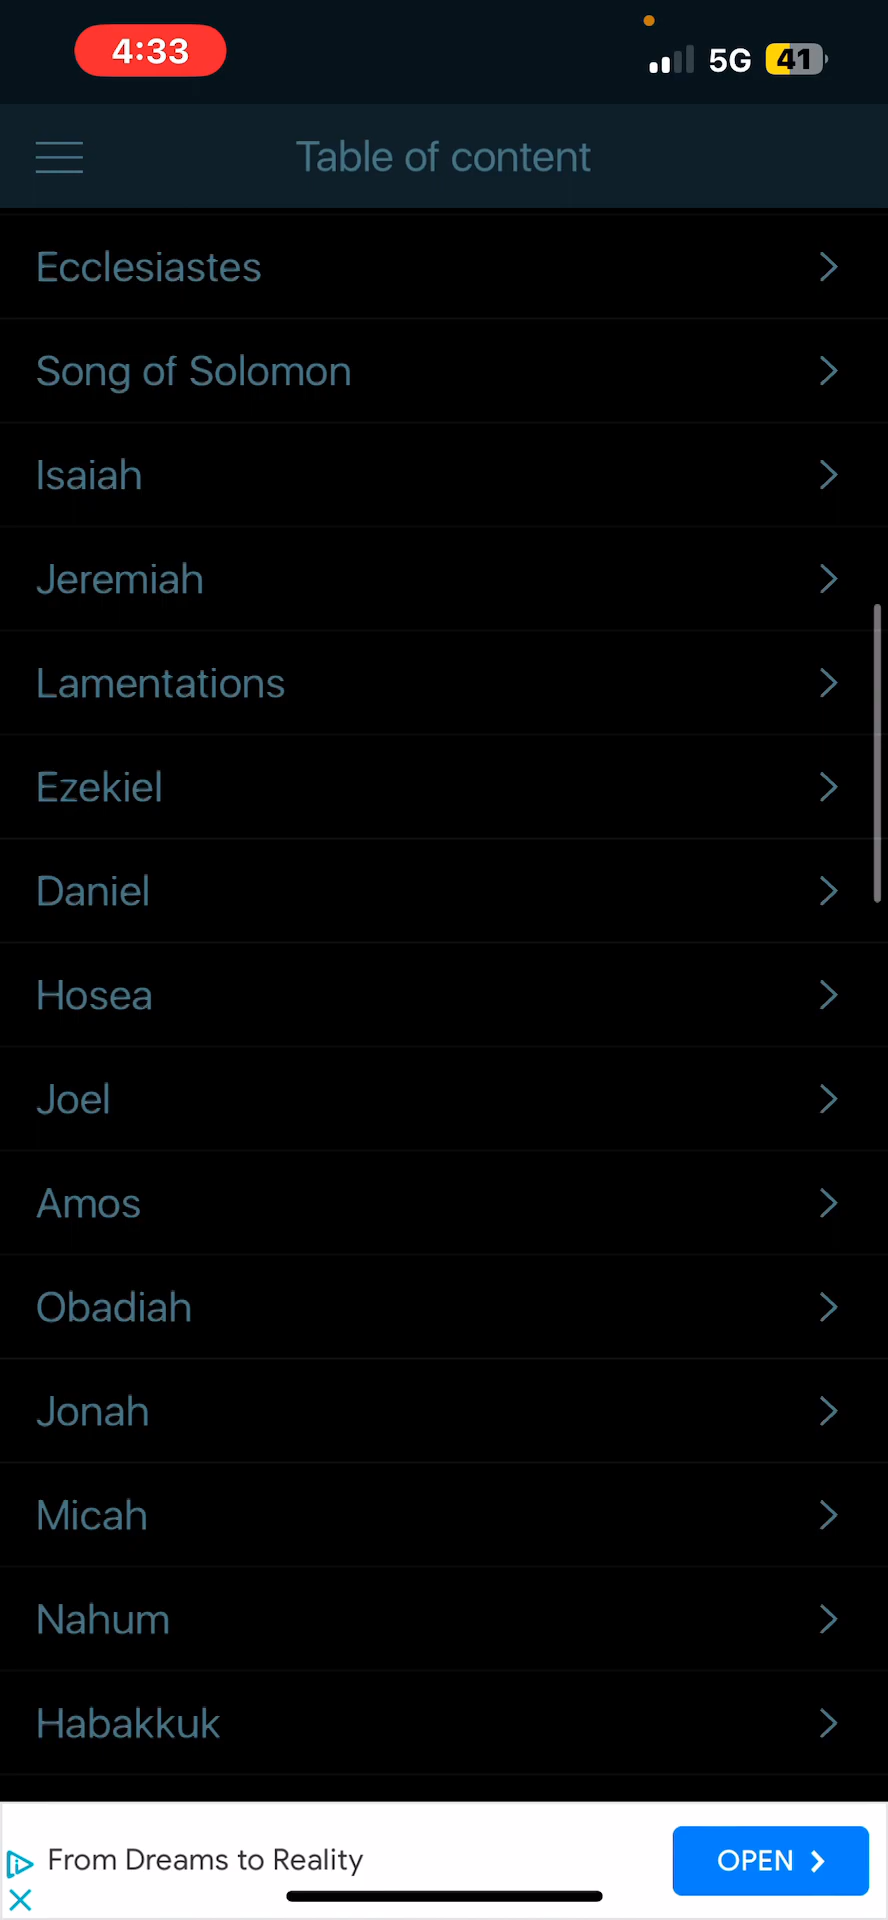 4:33
5G
41
Table of content
Ecclesiastes
Song of Solomon
Isaiah
Jeremiah
Lamentations
Ezekiel
Daniel
Hosea
Joel
Amos
Obadiah
Jonah
Micah
Nahum
Habakkuk
From Dreams to Reality
OPEN